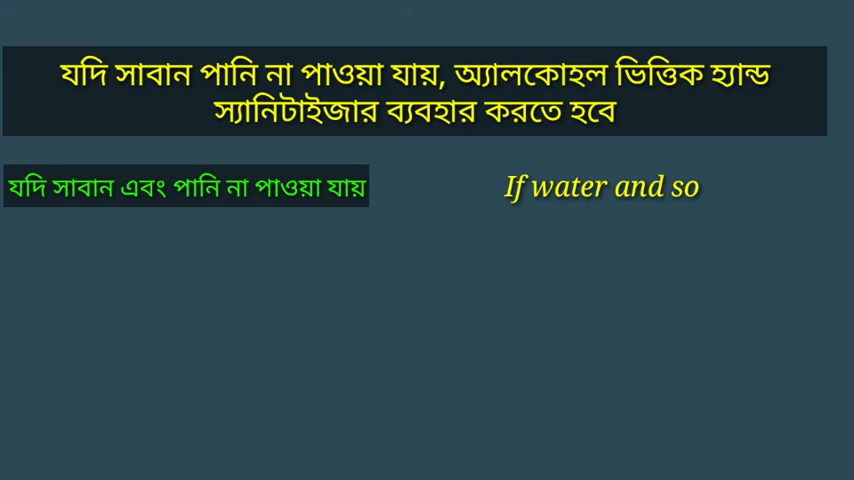 যদি সাবান পানি না পাওয়া যায়, অ্যালকোহল ভিত্তিক হ্যান্ড
স্যানিটাইজার ব্যবহার করতে হবে
যদি সাবান এবং পানি না পাওয়া যায়
If water and so